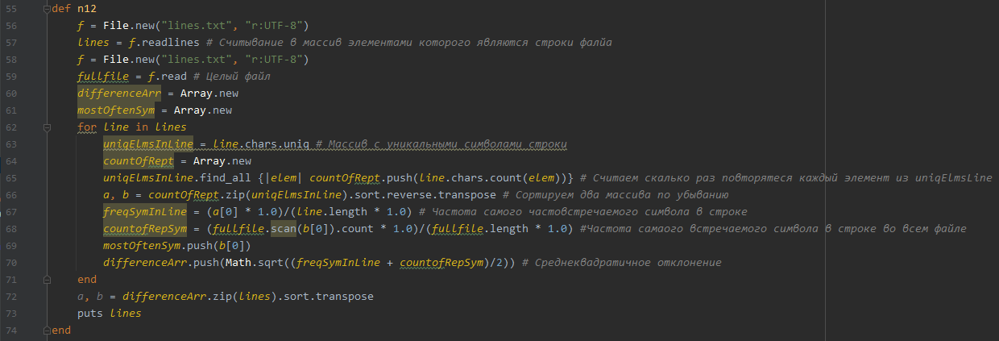 55 def n12
56 f = File.new("lines.txt", "r:UTF-8")
57 lines = f.readlines # Считывание в массив элементами которого являются строки фалйа
58 f = File.new("lines.txt", "r:UTF-8")
59 fullfile = f.read # Целый файл
60 differenceArr = Array.new
61 mostOftenSym = Array.new
62 for line in lines
63 uniqElmsInLine = line.chars.uniq # Массив с уникальными символами строки
64 countOfRept = Array.new
65 uniqElmsInLine.find_all {|elem| countOfRept.push(line.chars.count(elem))} # Считаем скалько раз повторятеся каждый элемент из uniqElmsLine
66 a, b = countOfRept.zip(uniqElmsInLine).sort.reverse.transpose # Сортируем два массива по убыванию
67 freqSymInLine = (a[0] * 1.0)/(line.length * 1.0) # Частота самого частовстречаемого символа в строке
68 countofRepSym = (fullfile.scan(b[0]).count * 1.0)/(fullfile.length * 1.0) #Частота самаого встречаемого символа в строке во всем файле
69 mostOftenSym.push(b[0])
70 differenceArr.push(Math.sqrt((freqSymInLine + countofRepSym)/2)) # Среднеквадратичное отклонение
71 end
72 a, b = differenceArr.zip(lines).sort.transpose
73 puts lines
74 end